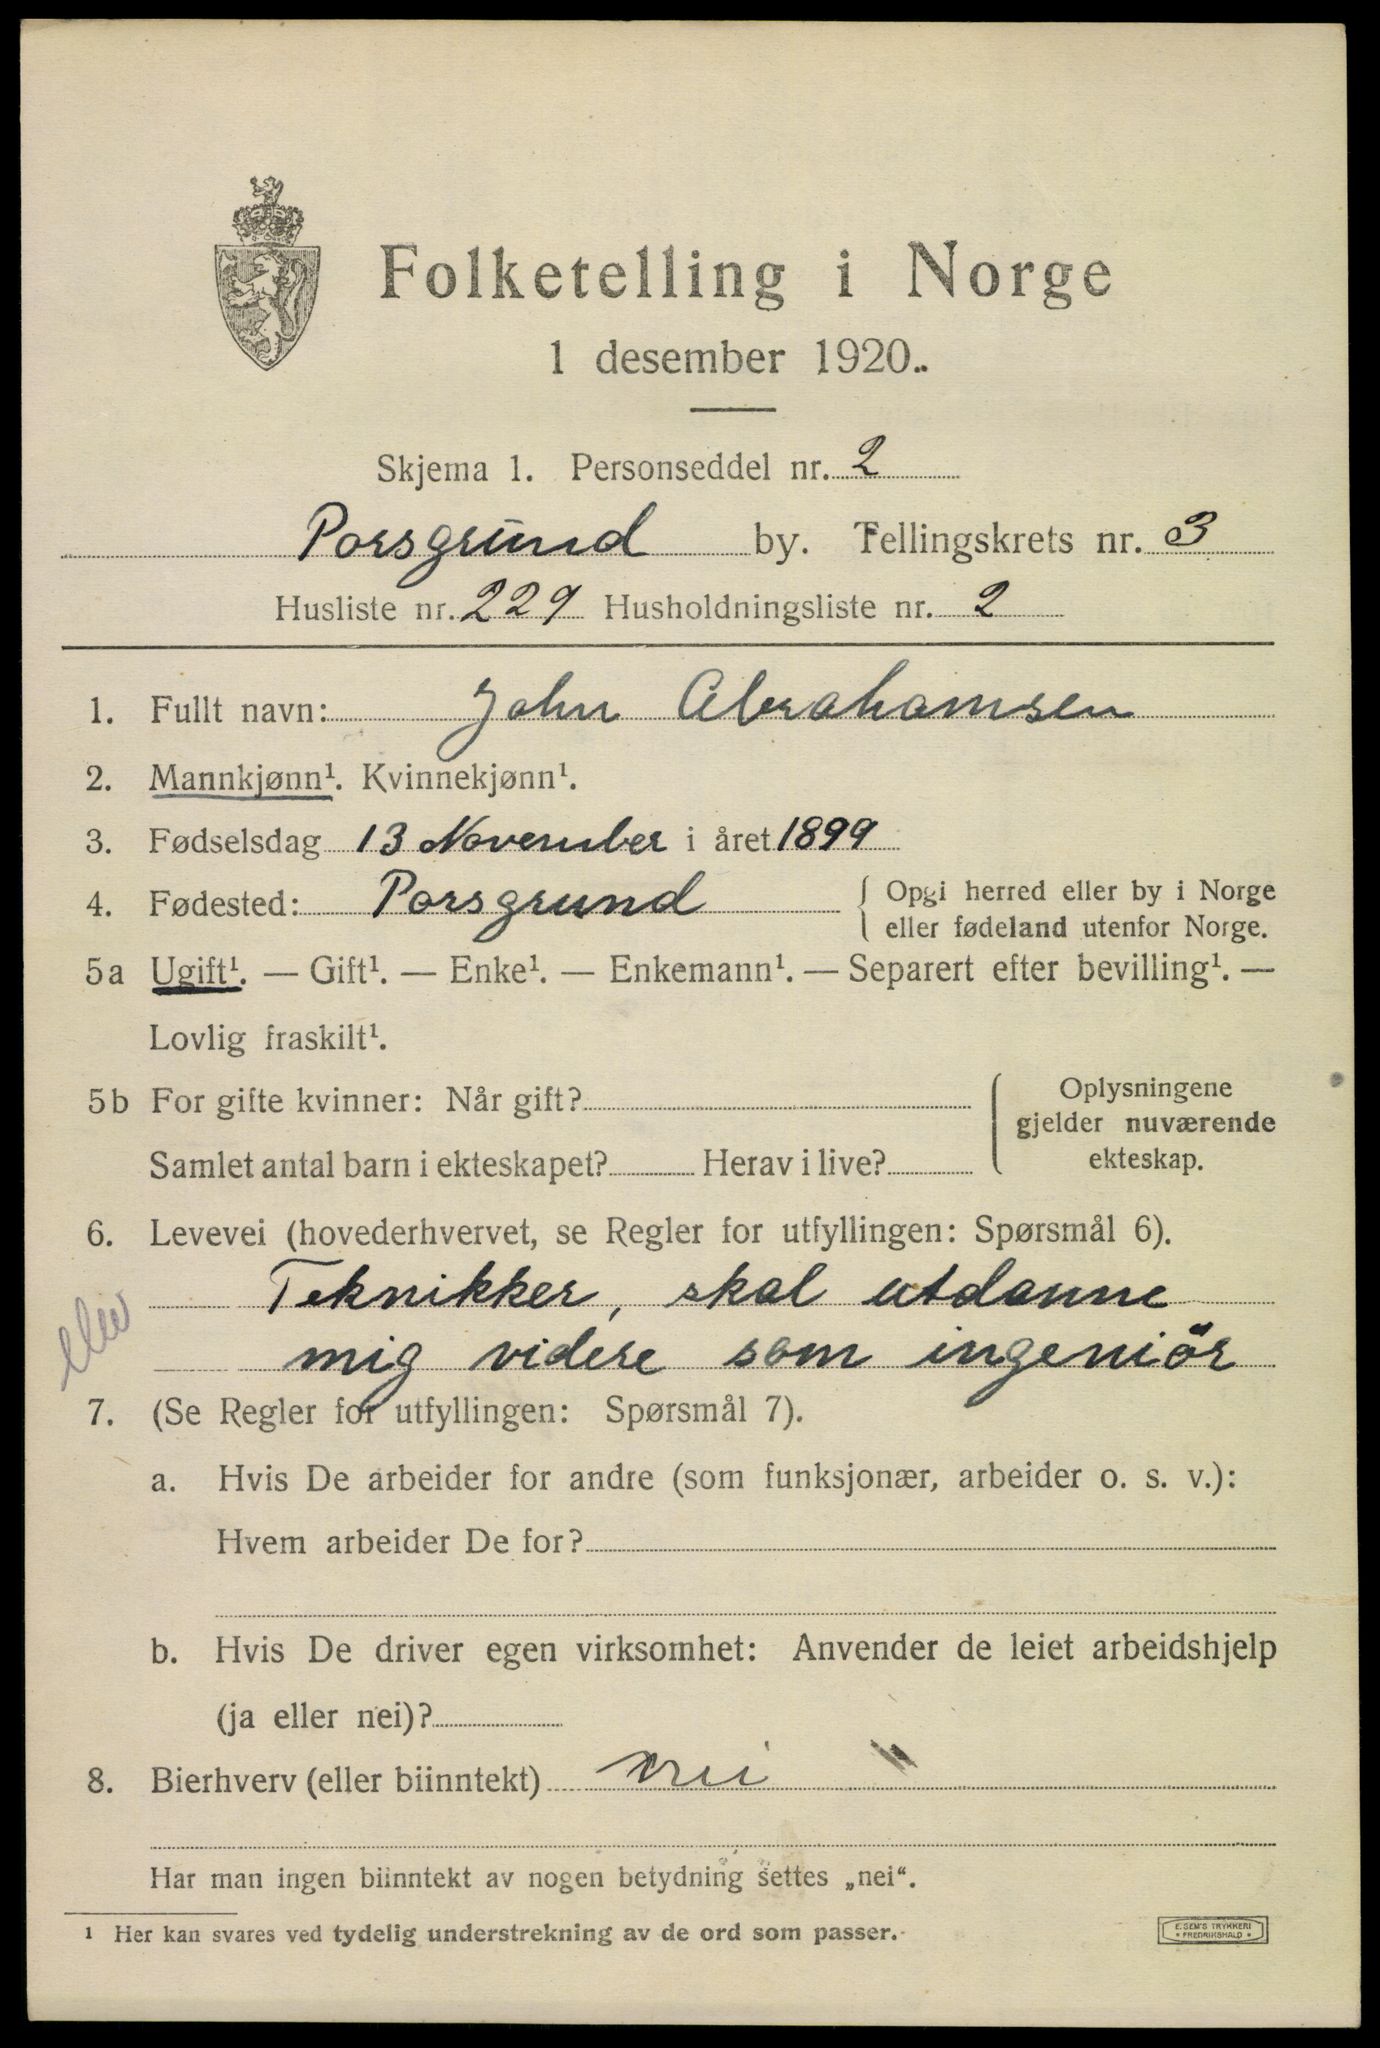 Folketelling i Norge
1 desember 1920.
Skjema 1. Personseddel nr. 2
Porsgrund by. Tellingskrets nr. 3
Husliste nr. 229 Husholdningsliste nr. 2
1. Fullt navn: John Abrahamsen
2. Mannkjønn¹. Kvinnekjønn¹.
3. Fødselsdag 13 November i året 1899
4. Fødested: Porsgrund { Opgi herred eller by i Norge
eller fødeland utenfor Norge.
5a Ugift¹. — Gift¹. — Enke¹. — Enkemann¹. — Separert efter bevilling¹. —
Lovlig fraskilt¹.
5b For gifte kvinner: Når gift?
Samlet antal barn i ekteskapet? Herav i live?
Oplysningene
gjelder nuværende
ekteskap.
6. Levevei (hovederhvervet, se Regler for utfyllingen: Spørsmål 6).
Teknikker, skal utdanne
elev
mig videre som ingeniör
7. (Se Regler for utfyllingen: Spørsmål 7).
a. Hvis De arbeider for andre (som funksjonær, arbeider o. s. v.):
Hvem arbeider De for?
b. Hvis De driver egen virksomhet: Anvender de leiet arbeidshjelp
(ja eller nei)?
8. Bierhverv (eller biinntekt) nei
Har man ingen biinntekt av nogen betydning settes „nei“.
¹ Her kan svares ved tydelig understrekning av de ord som passer.
E. SEM'S TRYKKERI
• FREDRIKSHALD •